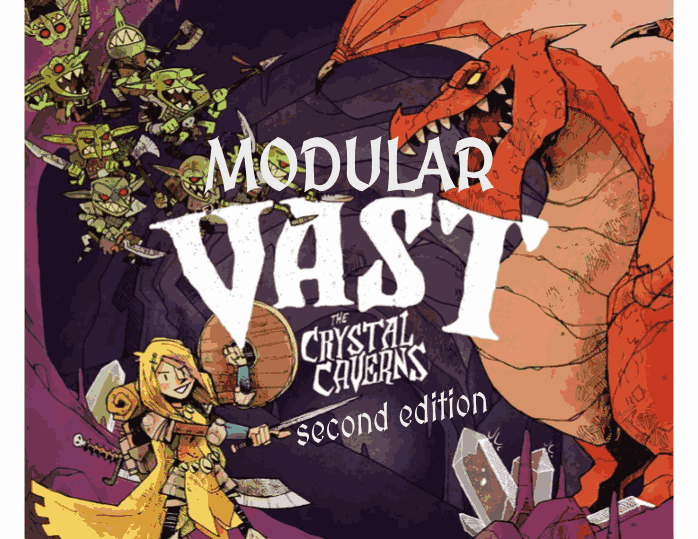 MODULAR
VAST
THE
CRYSTAL
CAVERNS
second edition